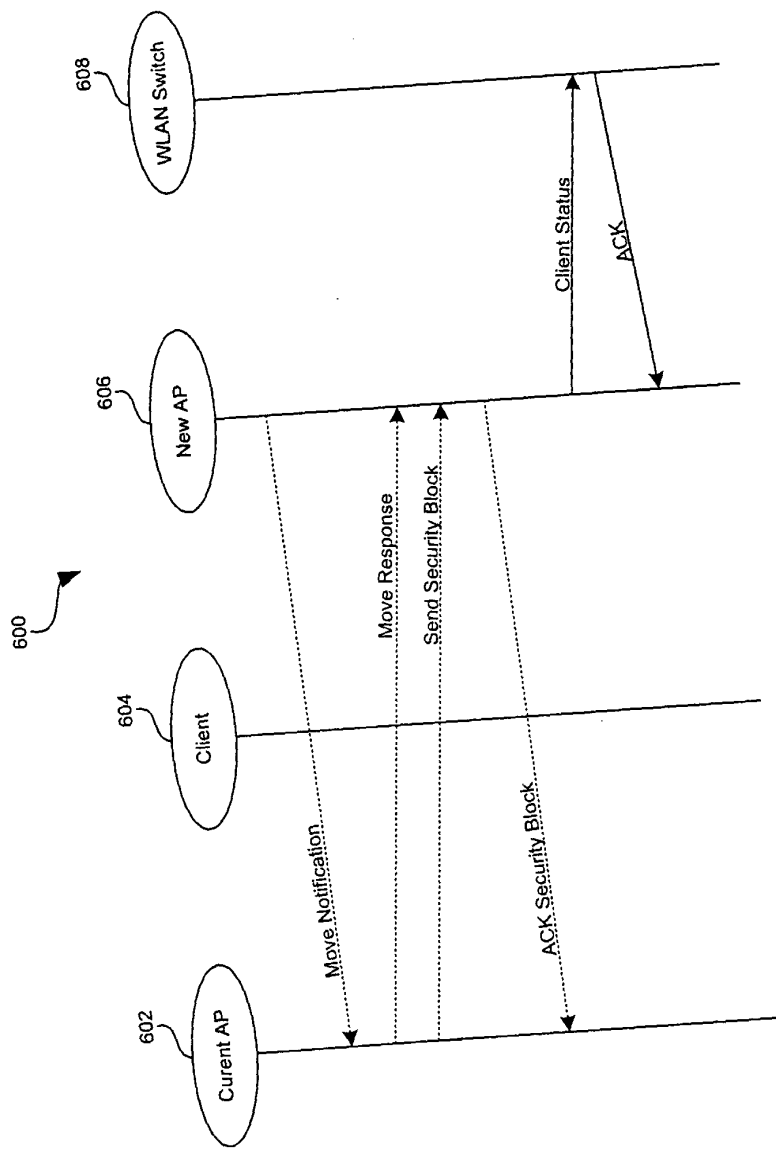 600
602
Curent AP
604
Client
606
New AP
608
WLAN Switch
Move Notification
Move Response
Send Security Block
ACK Security Block
Client Status
ACK